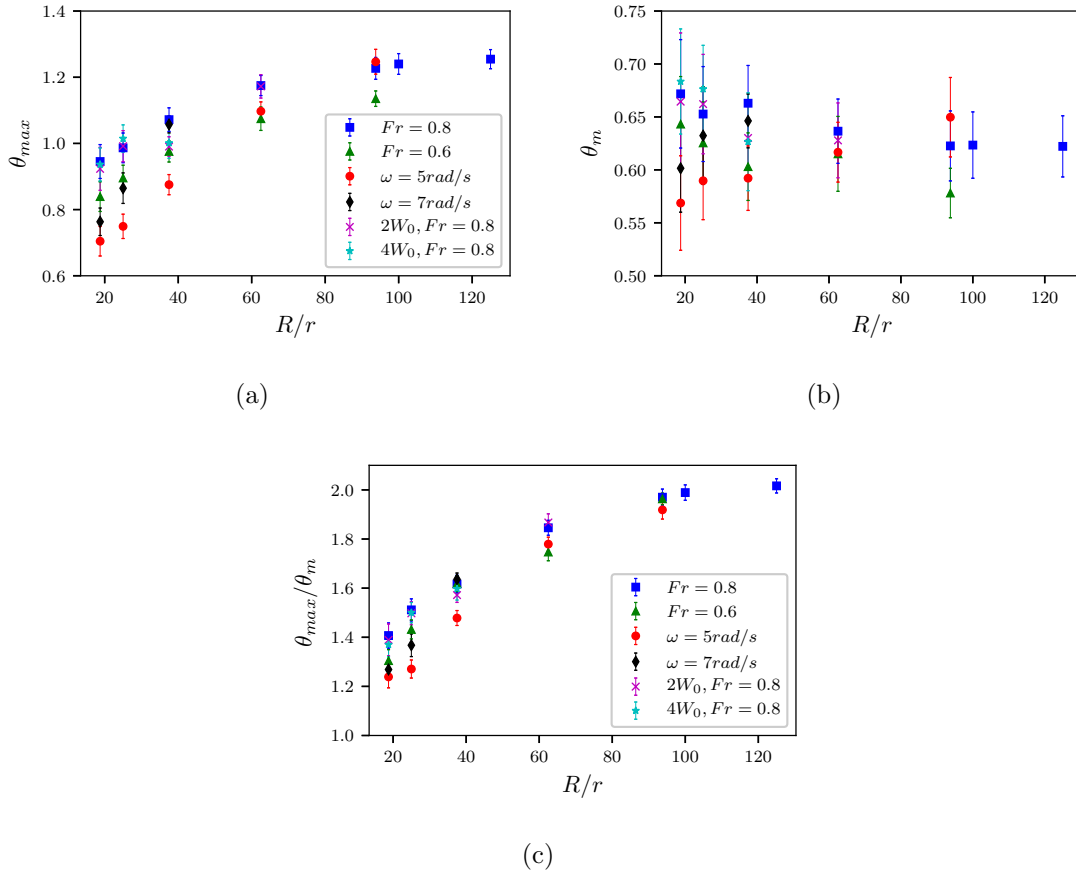 1.4
1.2
1.0
0.8
0.6
θ_max
Fr = 0.8
Fr = 0.6
ω = 5rad/s
ω = 7rad/s
2W_0, Fr = 0.8
4W_0, Fr = 0.8
20 40 60 80 100 120
R/r
(a)
0.75
0.70
0.65
0.60
0.55
0.50
θ_m
20 40 60 80 100 120
R/r
(b)
2.0
1.8
1.6
1.4
1.2
1.0
θ_max/θ_m
Fr = 0.8
Fr = 0.6
ω = 5rad/s
ω = 7rad/s
2W_0, Fr = 0.8
4W_0, Fr = 0.8
20 40 60 80 100 120
R/r
(c)